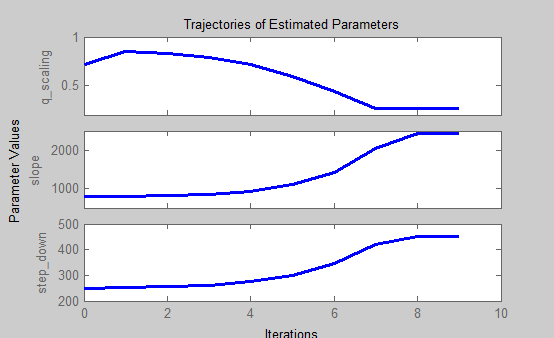 Trajectories of Estimated Parameters
1
0.5
q_scaling
2000
1000
slope
Parameter Values
500
400
300
200
step_down
0 2 4 6 8 10
Iterations